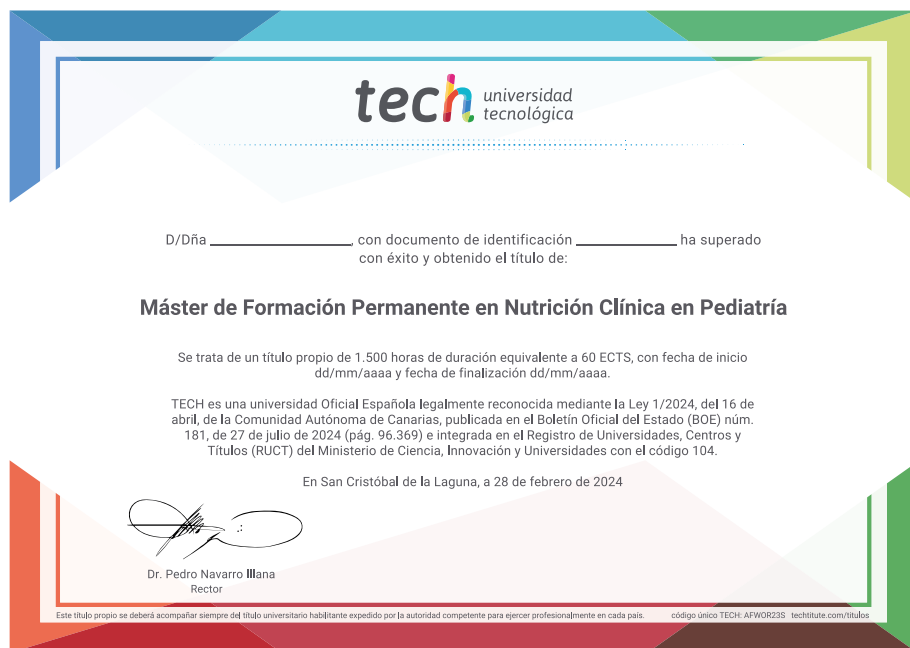 tech universidad
tecnológica
D/Dña ____________________, con documento de identificación ______________ ha superado
con éxito y obtenido el título de:
Máster de Formación Permanente en Nutrición Clínica en Pediatría
Se trata de un título propio de 1.500 horas de duración equivalente a 60 ECTS, con fecha de inicio
dd/mm/aaaa y fecha de finalización dd/mm/aaaa.
TECH es una universidad Oficial Española legalmente reconocida mediante la Ley 1/2024, del 16 de
abril, de la Comunidad Autónoma de Canarias, publicada en el Boletín Oficial del Estado (BOE) núm.
181, de 27 de julio de 2024 (pág. 96.369) e integrada en el Registro de Universidades, Centros y
Títulos (RUCT) del Ministerio de Ciencia, Innovación y Universidades con el código 104.
En San Cristóbal de la Laguna, a 28 de febrero de 2024
Dr. Pedro Navarro Illana
Rector
Este título propio se deberá acompañar siempre del título universitario habilitante expedido por la autoridad competente para ejercer profesionalmente en cada país. código único TECH: AFWOR23S techtitute.com/titulos